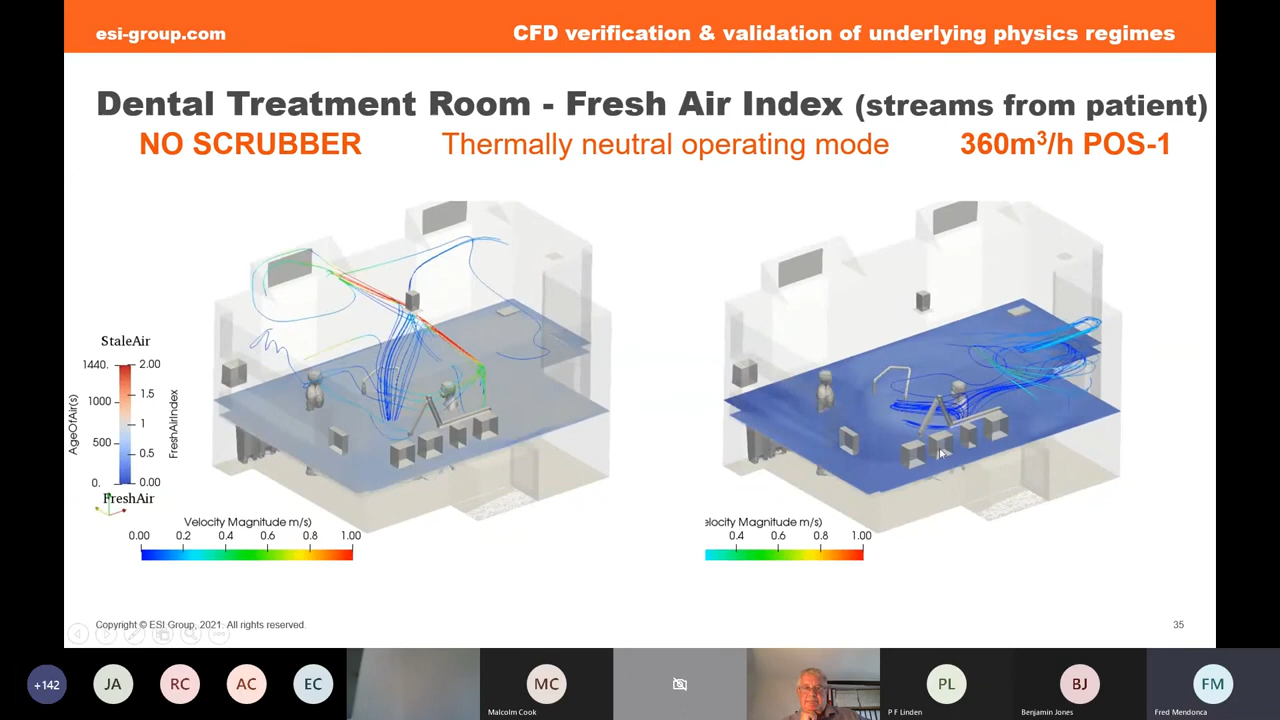 esi-group.com
CFD verification & validation of underlying physics regimes
Dental Treatment Room - Fresh Air Index (streams from patient)
NO SCRUBBER
Thermally neutral operating mode
360m³/h POS-1
StaleAir
1440. 2.00
1.5
1000 1
500 0.5
0. 0.00
AgeOfAir(s)
FreshAirIndex
FreshAir
Velocity Magnitude m/s)
0.00 0.2 0.4 0.6 0.8 1.00
elocity Magnitude m/s)
0.4 0.6 0.8 1.00
Copyright © ESI Group, 2021. All rights reserved.
35
+142
JA
RC
AC
EC
MC
Malcolm Cook
PL
P F Linden
BJ
Benjamin Jones
FM
Fred Mendonca